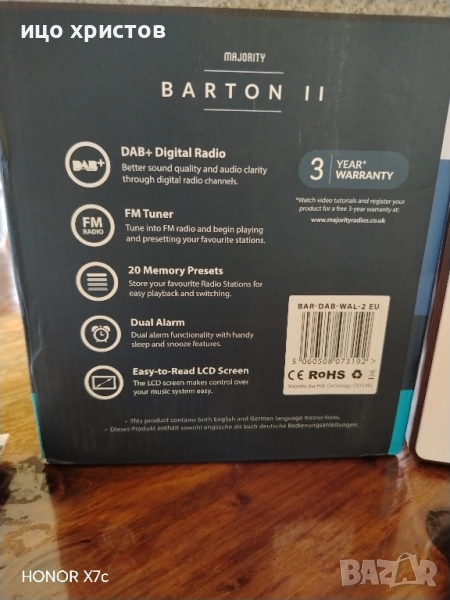 ицо христов
MAJORITY
BARTON II
DAB+
DAB+ Digital Radio
Better sound quality and audio clarity
through digital radio channels.
3 YEAR*
WARRANTY
*Watch video tutorials and register your
product for a free 3-year warranty at:
www.majorityradios.co.uk
FM
RADIO
FM Tuner
Tune into FM radio and begin playing
and presetting your favourite stations.
20 Memory Presets
Store your favourite Radio Stations for
easy playback and switching.
BAR-DAB-WAL-2 EU
5 060508 073192 >
CE RoHS
Dual Alarm
Dual alarm functionality with handy
sleep and snooze features.
Easy-to-Read LCD Screen
The LCD screen makes control over
your music system easy.
• This product contains both English and German language instructions.
• Dieses Produkt enthält sowohl englische als auch deutsche Bedienungsanleitungen.
HONOR X7c
BAZAR